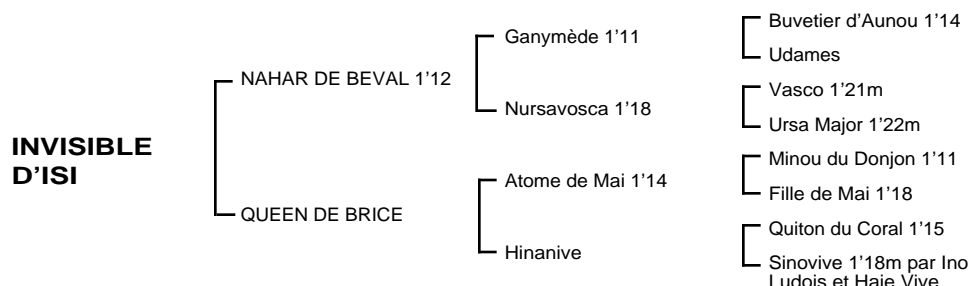 Buvetier d’Aunou 1’14
Ganymède 1’11
Udames
NAHAR DE BEVAL 1’12
Vasco 1’21m
Nursavosca 1’18
Ursa Major 1’22m
INVISIBLE
D’ISI
Minou du Donjon 1’11
Atome de Mai 1’14
Fille de Mai 1’18
QUEEN DE BRICE
Quiton du Coral 1’15
Hinanive
Sinovive 1’18m par Ino
Ludois et Haie Vive